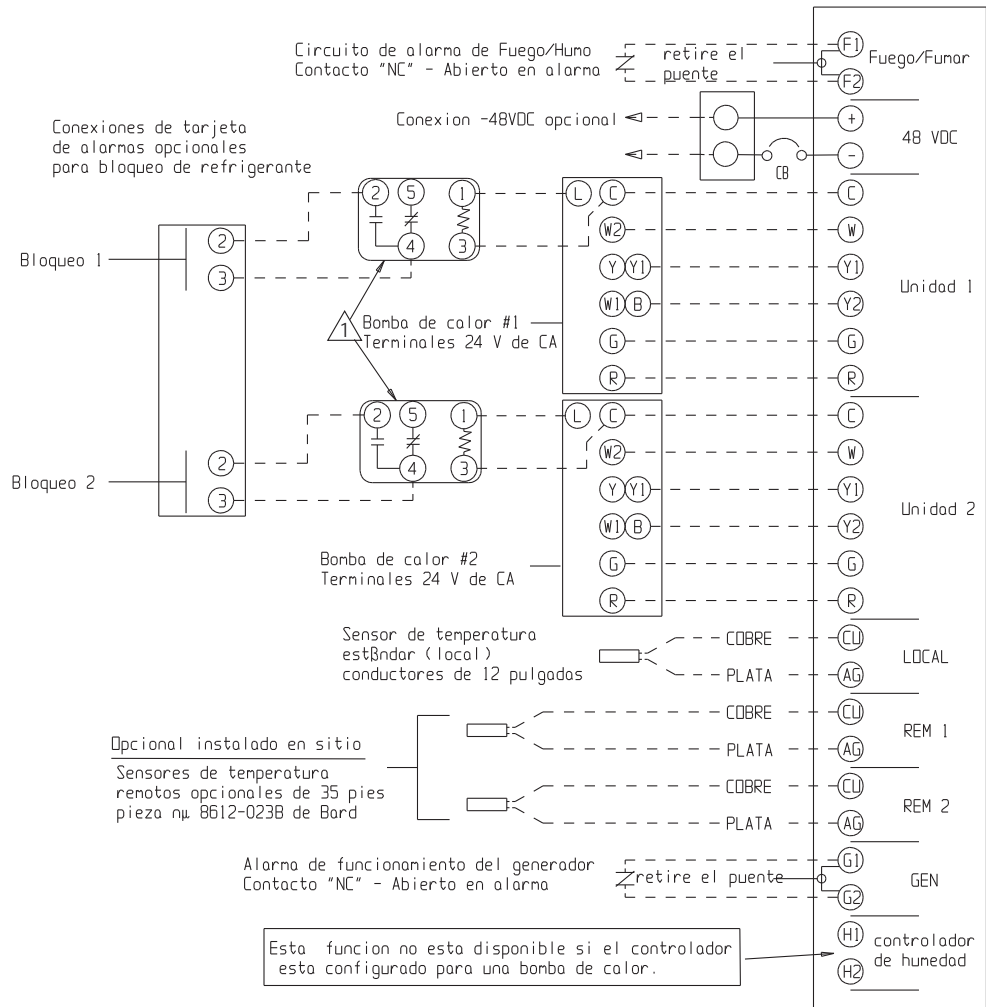 Circuito de alarma de Fuego/Humo
Contacto "NC" - Abierto en alarma
retire el
puente
F1
F2
Fuego/Fumar
Conexion -48VDC opcional
CB
+
-
48 VDC
Conexiones de tarjeta
de alarmas opcionales
para bloqueo de refrigerante
Bloqueo 1
2
3
2 5 1
4 3
1
Bomba de calor #1
Terminales 24 V de CA
L C
W2
Y Y1
W1 B
G
R
C
W
Y1
Y2
G
R
Unidad 1
Bloqueo 2
2
3
2 5 1
4 3
Bomba de calor #2
Terminales 24 V de CA
L C
W2
Y Y1
W1 B
G
R
C
W
Y1
Y2
G
R
Unidad 2
Sensor de temperatura
estßndar (local)
conductores de 12 pulgadas
COBRE
PLATA
CU
AG
LOCAL
Opcional instalado en sitio
Sensores de temperatura
remotos opcionales de 35 pies
pieza nµ 8612-023B de Bard
COBRE
PLATA
CU
AG
REM 1
COBRE
PLATA
CU
AG
REM 2
Alarma de funcionamiento del generador
Contacto "NC" - Abierto en alarma
retire el puente
G1
G2
GEN
Esta funcion no esta disponible si el controlador
esta configurado para una bomba de calor.
H1
H2
controlador
de humedad